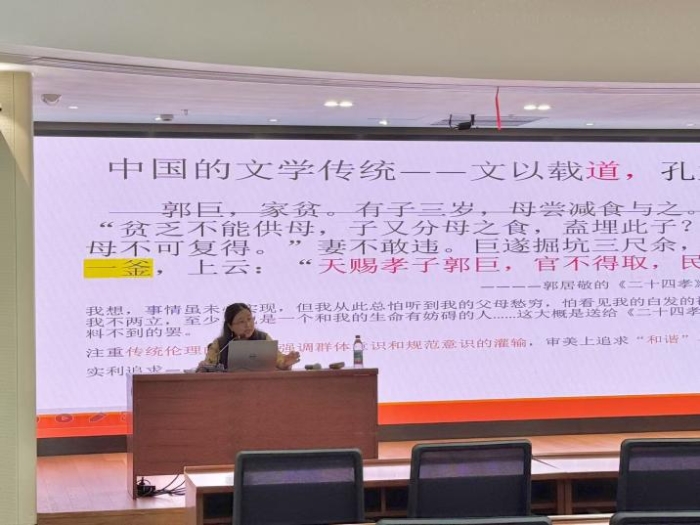 中国的文学传统——文以载道，孔
郭巨，家贫。有子三岁，母尝减食与之。
“贫乏不能供母，子又分母之食，盍埋此子？
母不可复得。”妻不敢违。巨遂掘坑三尺余，
一釜，上云：“天赐孝子郭巨，官不得取，民
————郭居敬的《二十四孝》
我想，事情虽未 实现，但我从此总怕听到我的父母愁穷，怕看见我的白发的
我不两立，至少 是一个和我的生命有妨碍的人……这大概是送给《二十四孝
料不到的罢。
注重传统伦理 强调群体意识和规范意识的灌输，审美上追求“和谐”
实利追求—